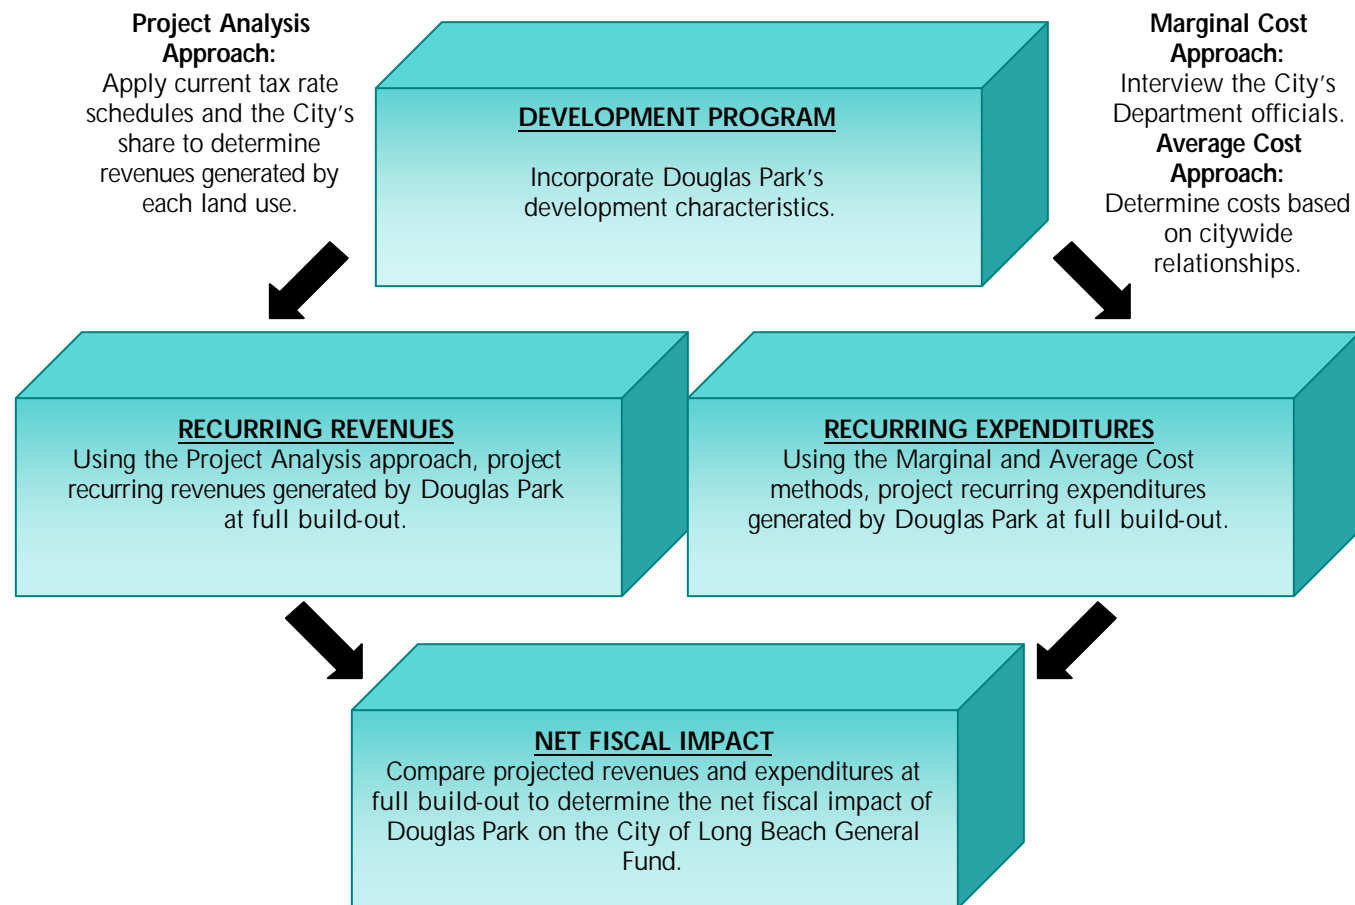 Project Analysis
Approach:
Apply current tax rate
schedules and the City's
share to determine
revenues generated by
each land use.
DEVELOPMENT PROGRAM
Incorporate Douglas Park's
development characteristics.
Marginal Cost
Approach:
Interview the City's
Department officials.
Average Cost
Approach:
Determine costs based
on citywide
relationships.
RECURRING REVENUES
Using the Project Analysis approach, project
recurring revenues generated by Douglas Park
at full build-out.
RECURRING EXPENDITURES
Using the Marginal and Average Cost
methods, project recurring expenditures
generated by Douglas Park at full build-out.
NET FISCAL IMPACT
Compare projected revenues and expenditures at
full build-out to determine the net fiscal impact of
Douglas Park on the City of Long Beach General
Fund.